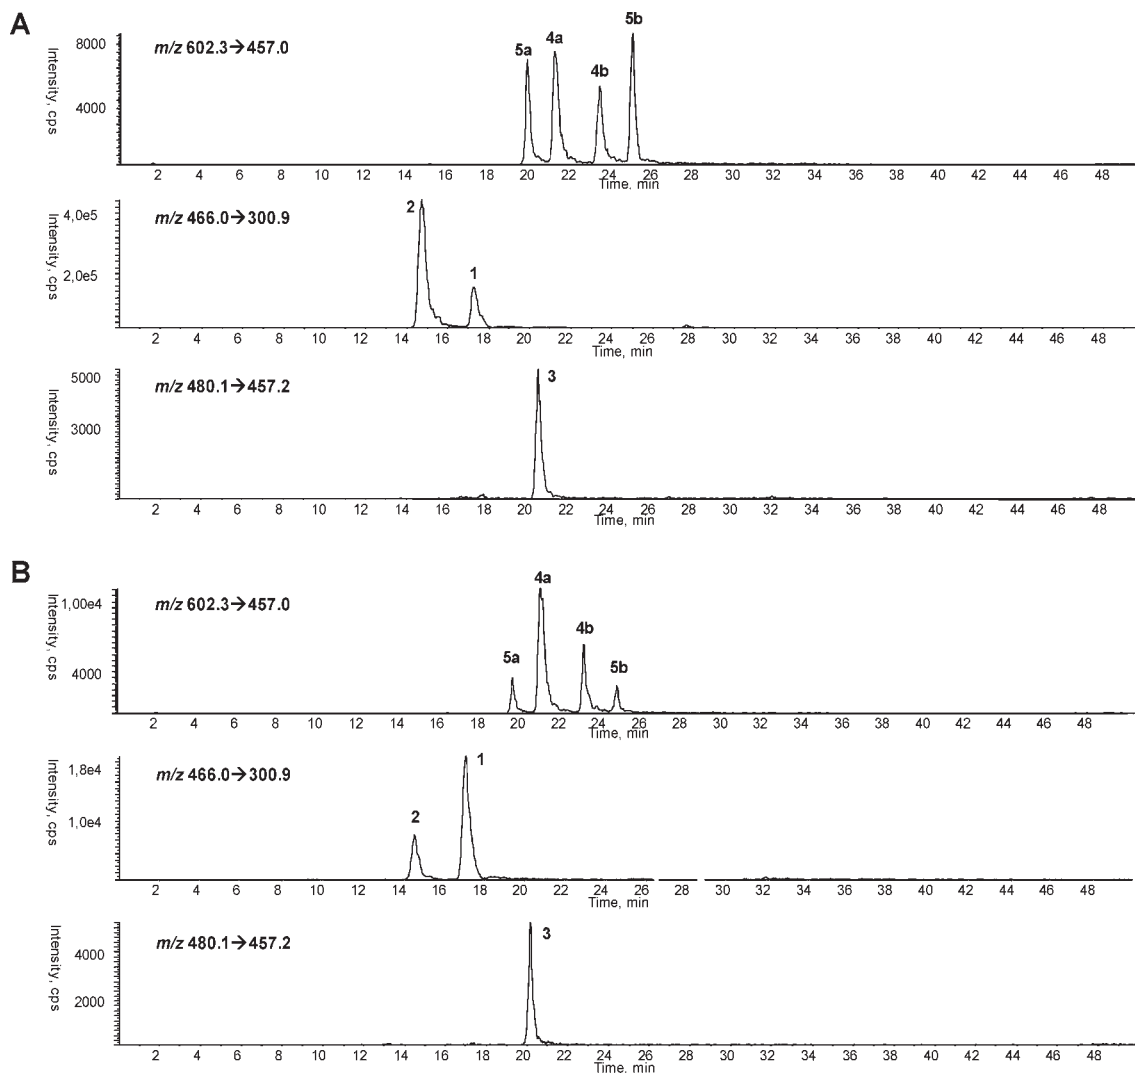 A
m/z 602.3→457.0
5a
4a
4b
5b
Intensity, cps
8000
4000
2 4 6 8 10 12 14 16 18 20 22 24 26 28 30 32 34 36 38 40 42 44 46 48
Time, min
m/z 466.0→300.9
2
1
Intensity, cps
4,0e5
2,0e5
2 4 6 8 10 12 14 16 18 20 22 24 26 28 30 32 34 36 38 40 42 44 46 48
Time, min
m/z 480.1→457.2
3
Intensity, cps
5000
3000
2 4 6 8 10 12 14 16 18 20 22 24 26 28 30 32 34 36 38 40 42 44 46 48
Time, min
B
m/z 602.3→457.0
5a
4a
4b
5b
Intensity, cps
1,00e4
4000
2 4 6 8 10 12 14 16 18 20 22 24 26 28 30 32 34 36 38 40 42 44 46 48
Time, min
m/z 466.0→300.9
2
1
Intensity, cps
1,8e4
1,0e4
2 4 6 8 10 12 14 16 18 20 22 24 26 28 30 32 34 36 38 40 42 44 46 48
Time, min
m/z 480.1→457.2
3
Intensity, cps
4000
2000
2 4 6 8 10 12 14 16 18 20 22 24 26 28 30 32 34 36 38 40 42 44 46 48
Time, min